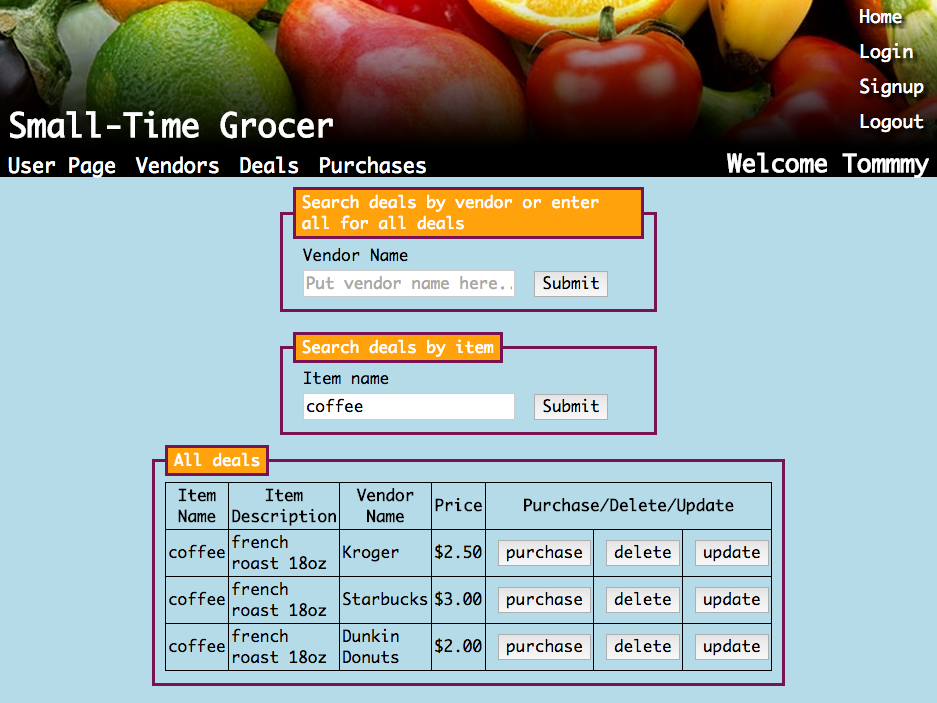 Home
Login
Signup
Logout
Small-Time Grocer
User Page Vendors Deals Purchases
Welcome Tommmy
Search deals by vendor or enter
all for all deals
Vendor Name
Put vendor name here.. Submit
Search deals by item
Item name
coffee Submit
All deals
Item Name Item Description Vendor Name Price Purchase/Delete/Update
coffee french roast 18oz Kroger $2.50 purchase delete update
coffee french roast 18oz Starbucks $3.00 purchase delete update
coffee french roast 18oz Dunkin Donuts $2.00 purchase delete update